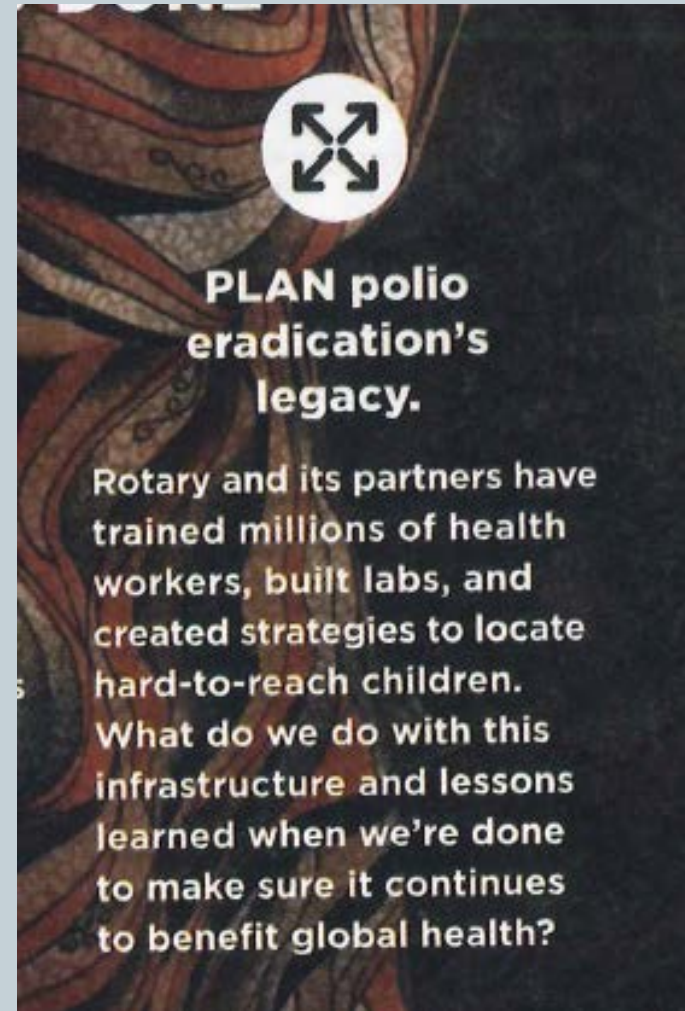 DONE
PLAN polio
eradication's
legacy.
Rotary and its partners have
trained millions of health
workers, built labs, and
created strategies to locate
hard-to-reach children.
s
What do we do with this
infrastructure and lessons
learned when we're done
to make sure it continues
to benefit global health?